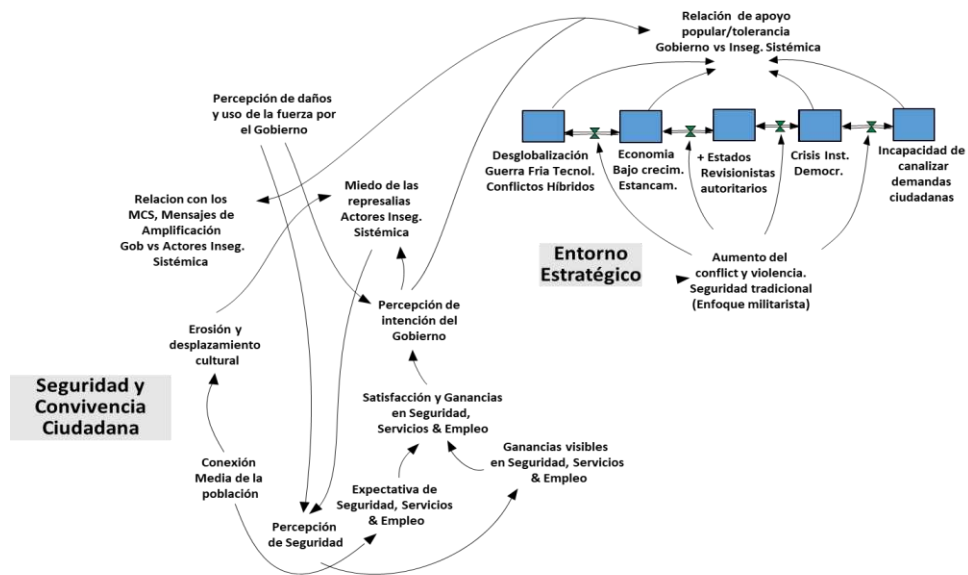 Relación de apoyo
popular/tolerancia
Gobierno vs Inseg. Sistémica
Percepción de daños
y uso de la fuerza por
el Gobierno
Desglobalización
Guerra Fria Tecnol.
Conflictos Híbridos
Economia
Bajo crecim.
Estancam.
+ Estados
Revisionistas
autoritarios
Crisis Inst.
Democr.
Incapacidad de
canalizar
demandas
ciudadanas
Miedo de las
represalias
Actores Inseg.
Sistémica
Relacion con los
MCS, Mensajes de
Amplificación
Gob vs Actores Inseg.
Sistémica
Entorno
Estratégico
Aumento del
conflict y violencia.
Seguridad tradicional
(Enfoque militarista)
Percepción de
intención del
Gobierno
Erosión y
desplazamiento
cultural
Seguridad y
Convivencia
Ciudadana
Satisfacción y Ganancias
en Seguridad,
Servicios & Empleo
Ganancias visibles
en Seguridad, Servicios
& Empleo
Conexión
Media de la
población
Expectativa de
Seguridad, Servicios
& Empleo
Percepción
de Seguridad